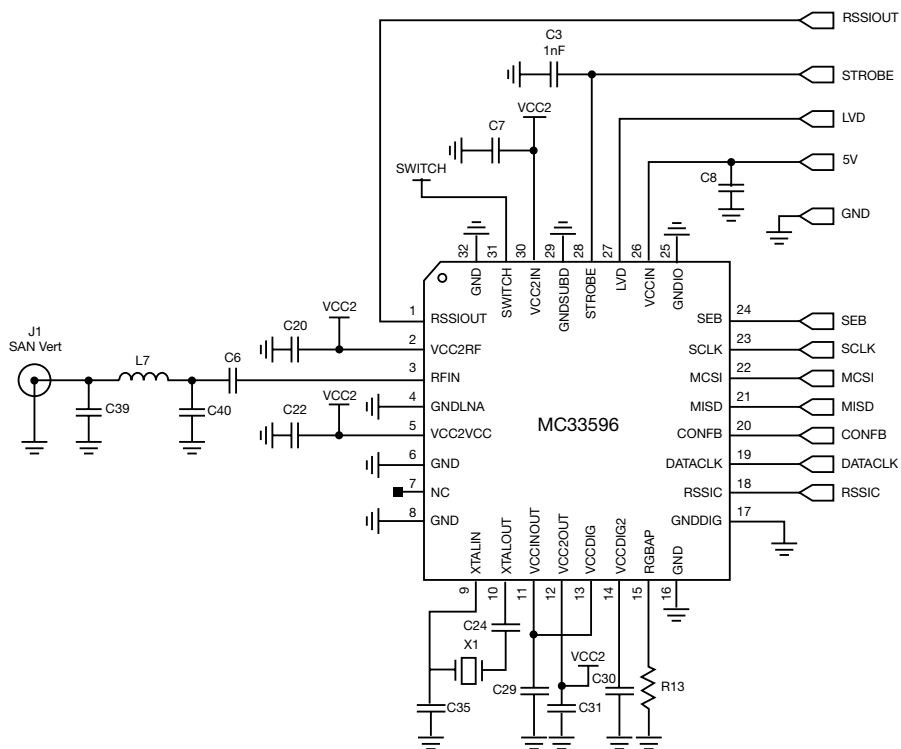 RSSIOUT
C3
1nF
STROBE
VCC2
LVD
C7
5V
SWITCH
C8
GND
32
31
30
29
28
27
26
25
GND
SWITCH
VCC2IN
GNDSUBD
STROBE
LVD
VCCIN
GNDIO
1
RSSIOUT
SEB
24
SEB
VCC2
C20
2
VCC2RF
SCLK
23
SCLK
J1
SAN Vert
L7
C6
3
RFIN
MCSI
22
MCSI
C39
C40
VCC2
4
GNDLNA
MISD
21
MISD
C22
5
VCC2VCC
MC33596
CONFB
20
CONFB
6
GND
DATACLK
19
DATACLK
7
NC
RSSIC
18
RSSIC
8
GND
GNDDIG
17
XTALIN
XTALOUT
VCCINOUT
VCC2OUT
VCCDIG
VCCDIG2
RGBAP
GND
9
10
11
12
13
14
15
16
C24
X1
VCC2
C29
C30
R13
C35
C31